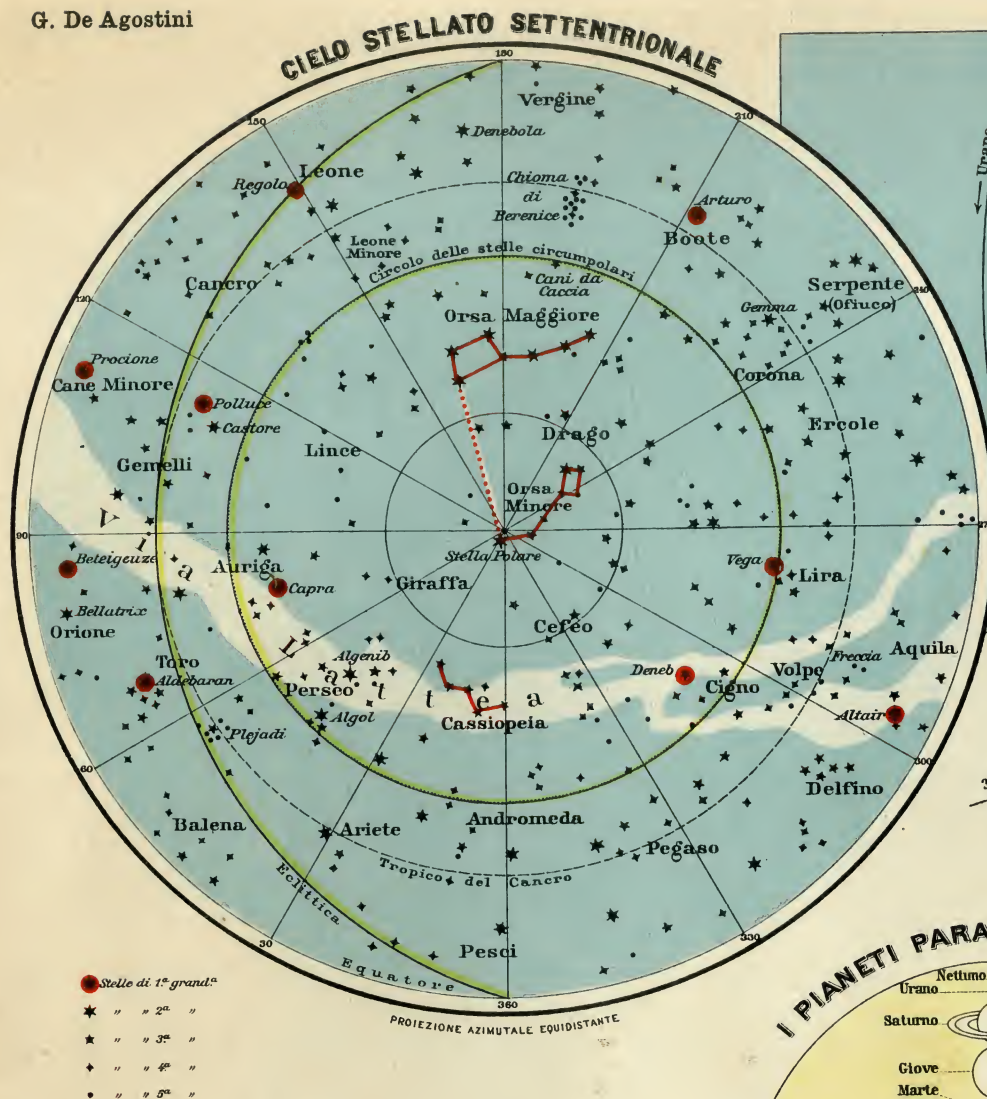 G. De Agostini
CIELO STELLATO SETTENTRIONALE
180
Vergine
150
210
Denebola
Leone
Regolo
Chioma
di
Berenice
Arturo
Boote
Leone
Minore
Circolo delle stelle circumpolari
Cani da
Caccia
Cancro
Serpente
(Ofiuco)
240
120
Orsa Maggiore
Gemma
Procione
Cane Minore
Corona
Polluce
Castore
Ercole
Lince
Drago
Gemelli
Orsa
Minore
Via Lattea
90
27
Stella Polare
Beteigeuze
Auriga
Vega
Lira
Capra
Giraffa
Bellatrix
Orione
Cefeo
Aquila
Toro
Aldebaran
Algenib
Deneb
Volpe
Freccia
Perseo
Cigno
Algol
Cassiopeia
Altair
Plejadi
60
300
Delfino
Balena
Ariete
Andromeda
Pegaso
Tropico del Cancro
Eclittica
30
330
Pesci
Equatore
360
PROIEZIONE AZIMUTALE EQUIDISTANTE
Stelle di 1.ª grand.ª
" " 2ª "
" " 3ª "
" " 4ª "
" " 5ª "
← Urano
3
I PIANETI PARA
Nettuno
Urano
Saturno
Giove
Marte